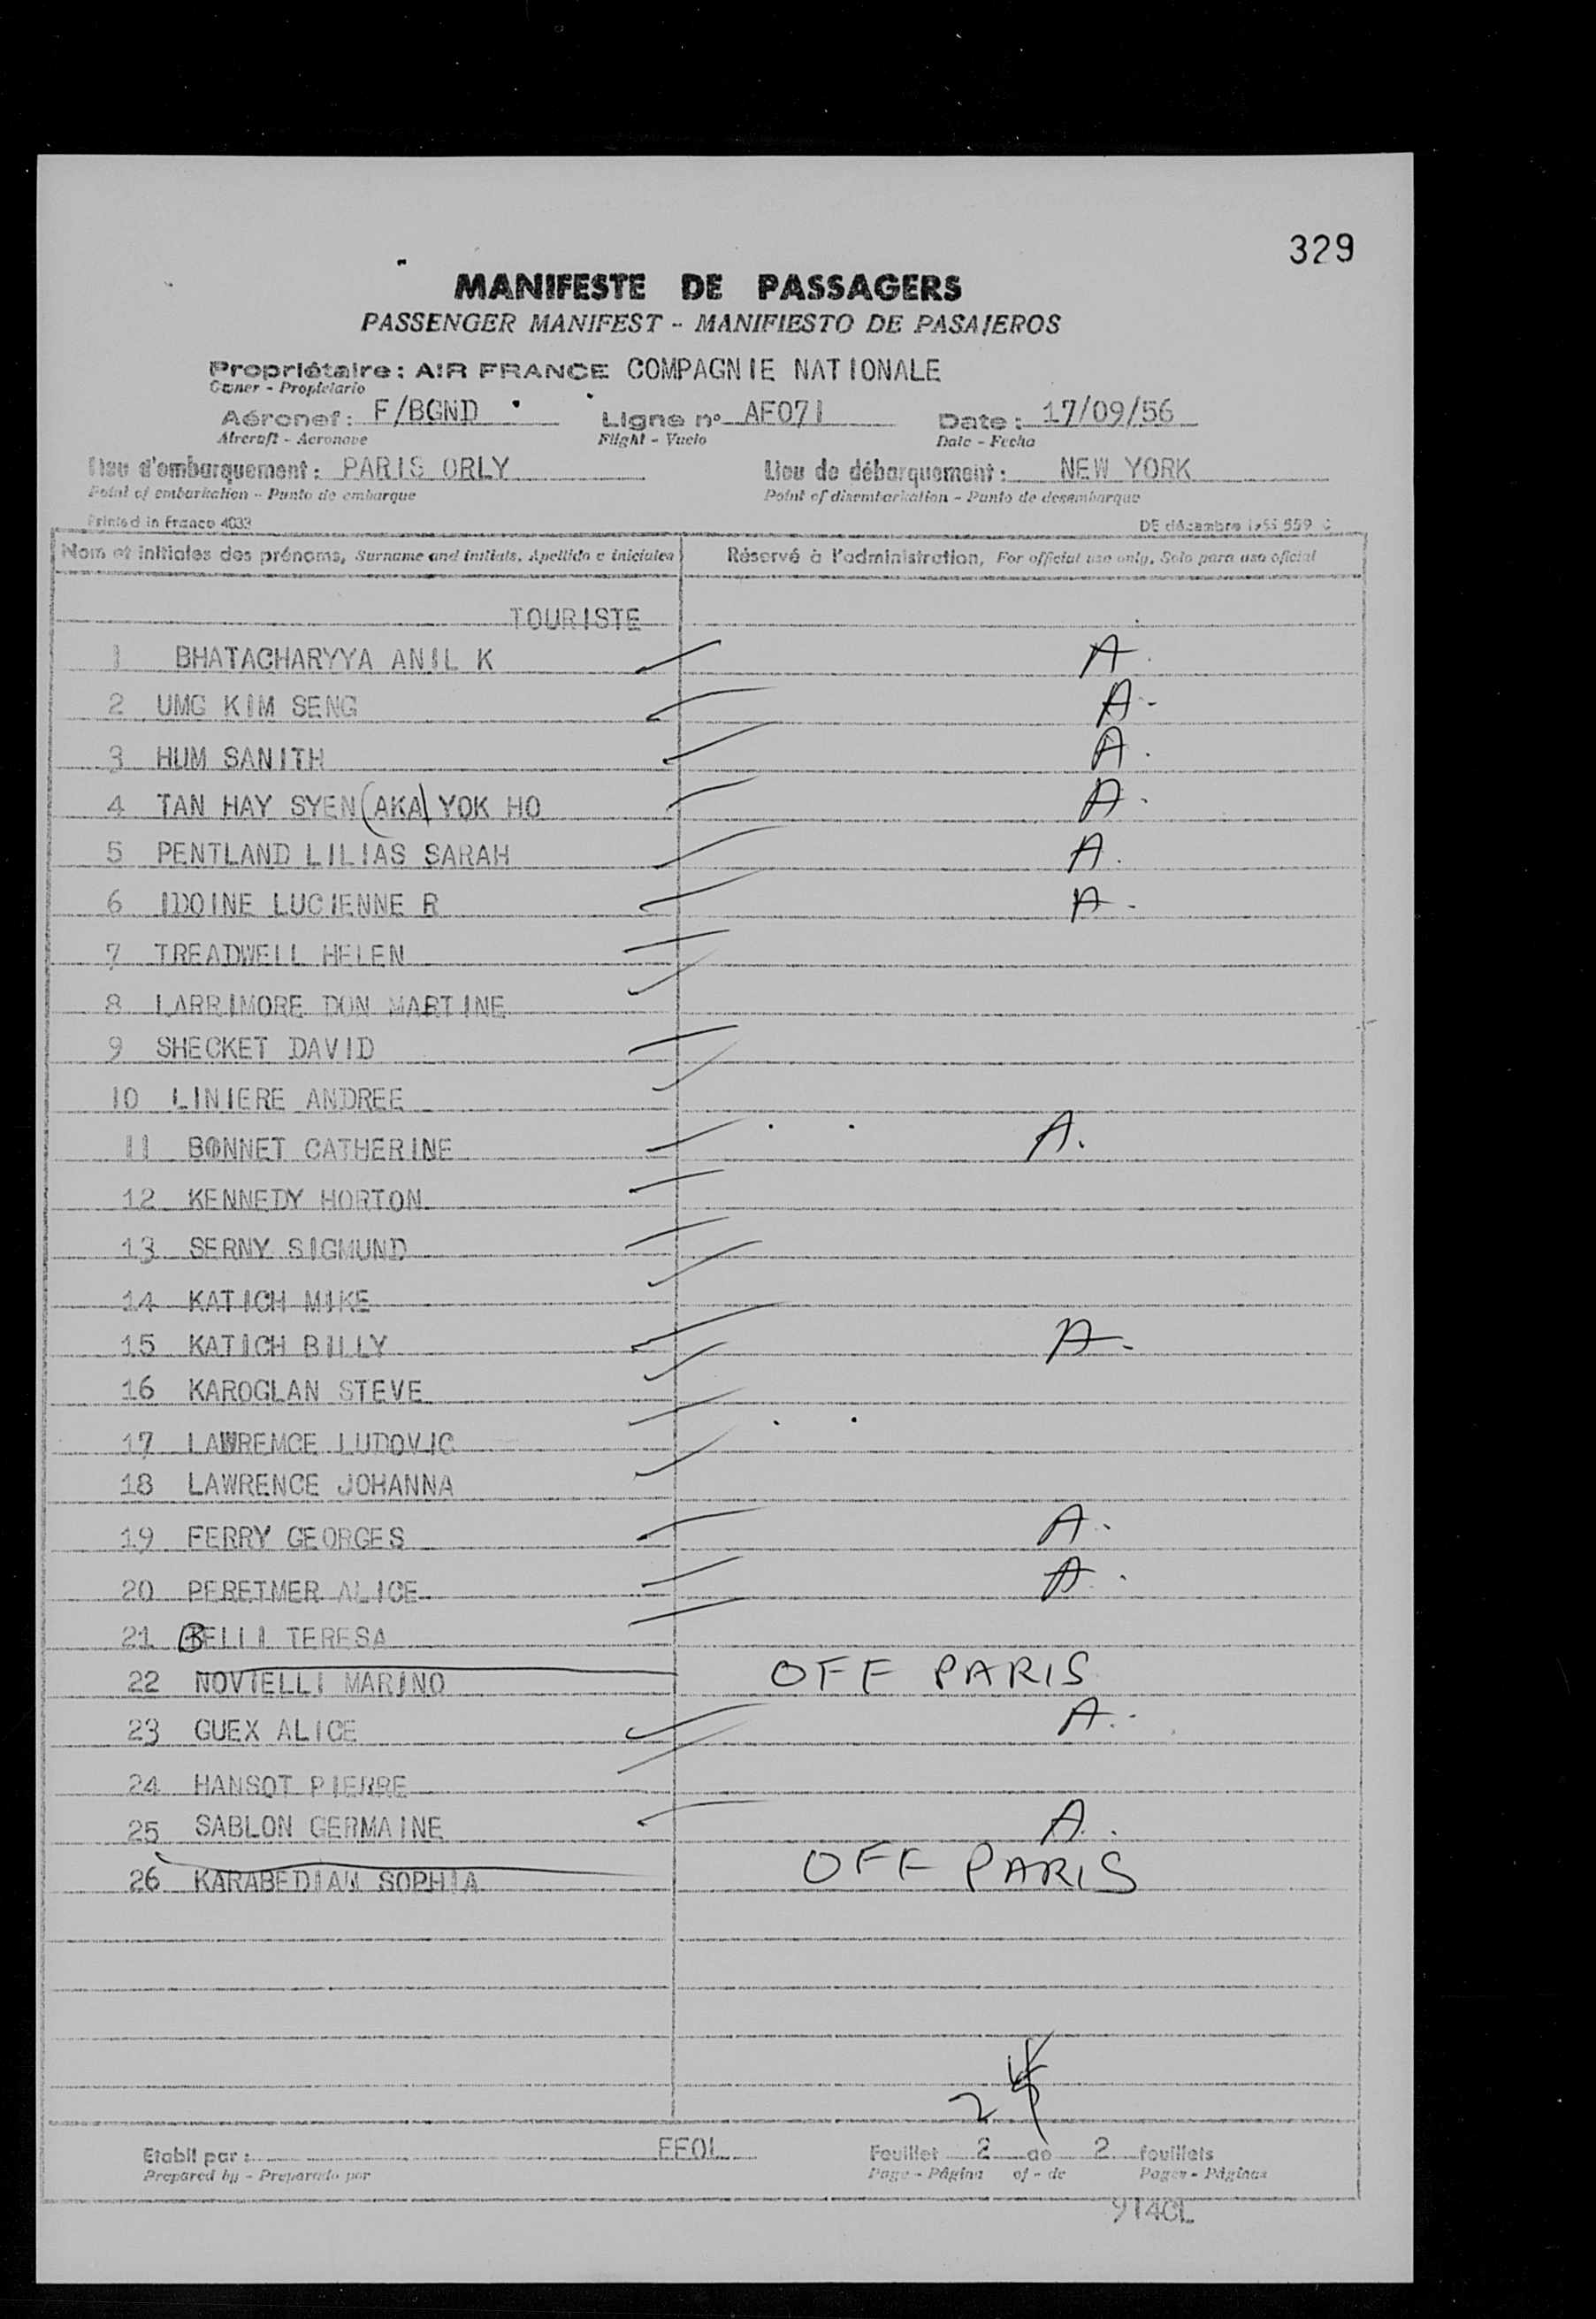 329
MANIFESTE DE PASSAGERS
PASSENGER MANIFEST - MANIFIESTO DE PASAJEROS
Propriétaire : AIR FRANCE COMPAGNIE NATIONALE
Owner - Propietario
Aéronef : F/BGND Ligne n° AF071 Date : 17/09/56
Aircraft - Aeronave Flight - Vuelo Date - Fecha
Lieu d'embarquement : PARIS ORLY Lieu de débarquement : NEW YORK
Point of embarkation - Punto de embarque Point of disembarkation - Punto de desembarque
Printed in France 4033 DE décembre 1955 559 C
Nom et initiales des prénoms, Surname and initials, Apellido e iniciales Réservé à l'administration, For official use only, Solo para uso oficial
TOURISTE
1 BHATACHARYYA ANIL K A.
2 UMG KIM SENG A-
3 HUM SANITH A.
4 TAN HAY SYEN (AKA) YOK HO A-
5 PENTLAND LILIAS SARAH A.
6 IDOINE LUCIENNE R A-
7 TREADWELL HELEN
8 LARRIMORE DON MARTINE
9 SHECKET DAVID
10 LINIERE ANDREE
11 BONNET CATHERINE A.
12 KENNEDY HORTON
13 SERNY SIGMUND
14 KATICH MIKE
15 KATICH BILLY A-
16 KAROGLAN STEVE
17 LAWREMCE LUDOVIC
18 LAWRENCE JOHANNA
19 FERRY GEORGES A.
20 PERETMER ALICE A.
21 BELLI TERESA
22 NOVIELLI MARINO OFF PARIS
23 GUEX ALICE A.
24 HANSOT PIERRE
25 SABLON GERMAINE A.
26 KARABEDIAN SOPHIA OFF PARIS
24
Etabli par : EEOL Feuillet 2 de 2 feuillets
Prepared by - Preparado por Page - Página of - de Pages - Páginas
914CL